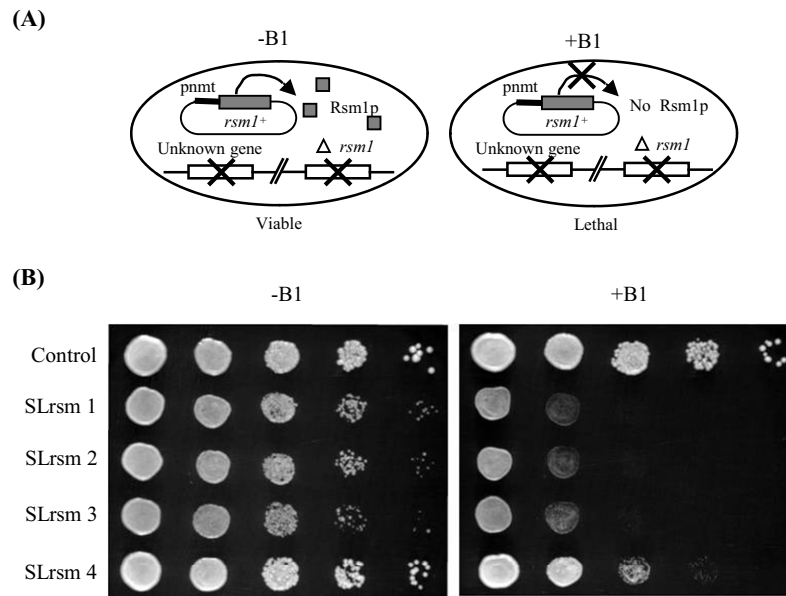 (A)
-B1
+B1
pnmt
Rsm1p
rsm1+
Unknown gene
Δ rsm1
Viable
pnmt
No Rsm1p
rsm1+
Unknown gene
Δ rsm1
Lethal
(B)
-B1
+B1
Control
SLrsm 1
SLrsm 2
SLrsm 3
SLrsm 4